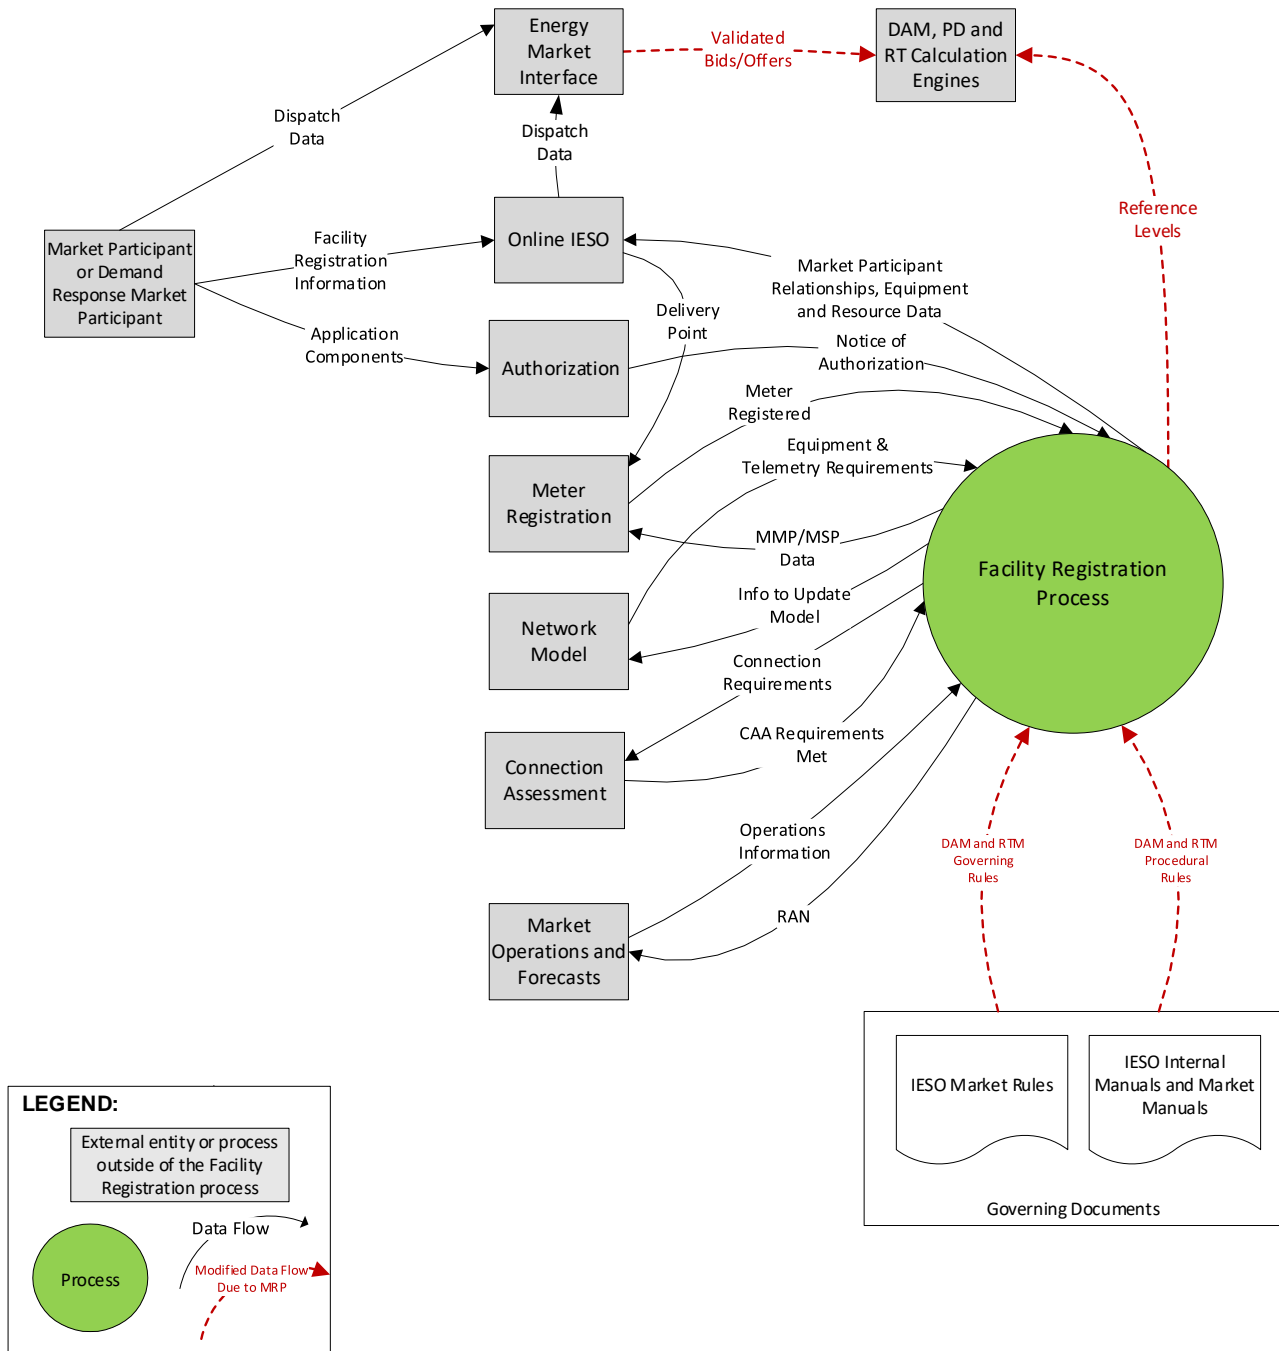 Energy
Market
Interface
Validated
Bids/Offers
DAM, PD and
RT Calculation
Engines
Dispatch
Data
Dispatch
Data
Reference
Levels
Market Participant
or Demand
Response Market
Participant
Facility
Registration
Information
Online IESO
Market Participant
Relationships, Equipment
and Resource Data
Delivery
Point
Application
Components
Authorization
Notice of
Authorization
Meter
Registered
Equipment &
Telemetry Requirements
Meter
Registration
MMP/MSP
Data
Facility Registration
Process
Info to Update
Model
Network
Model
Connection
Requirements
CAA Requirements
Met
Connection
Assessment
Operations
Information
DAM and RTM
Governing
Rules
DAM and RTM
Procedural
Rules
RAN
Market
Operations and
Forecasts
IESO Market Rules
IESO Internal
Manuals and Market
Manuals
Governing Documents
LEGEND:
External entity or process
outside of the Facility
Registration process
Data Flow
Process
Modified Data Flow
Due to MRP